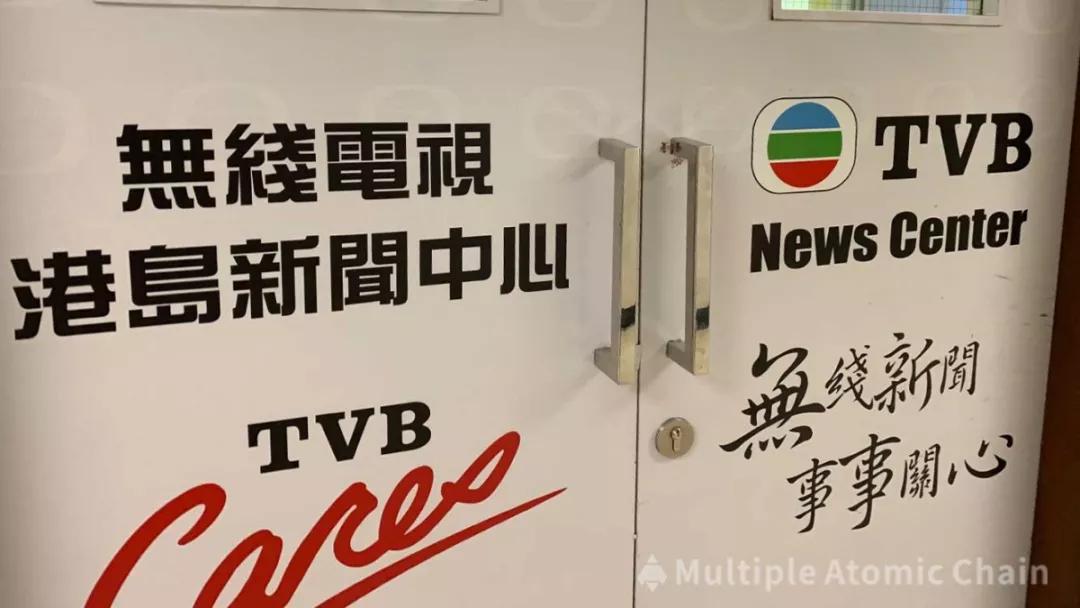 無綫電視
港島新聞中心
TVB
Cares
TVB
News Center
無綫新聞
事事關心
Multiple Atomic Chain